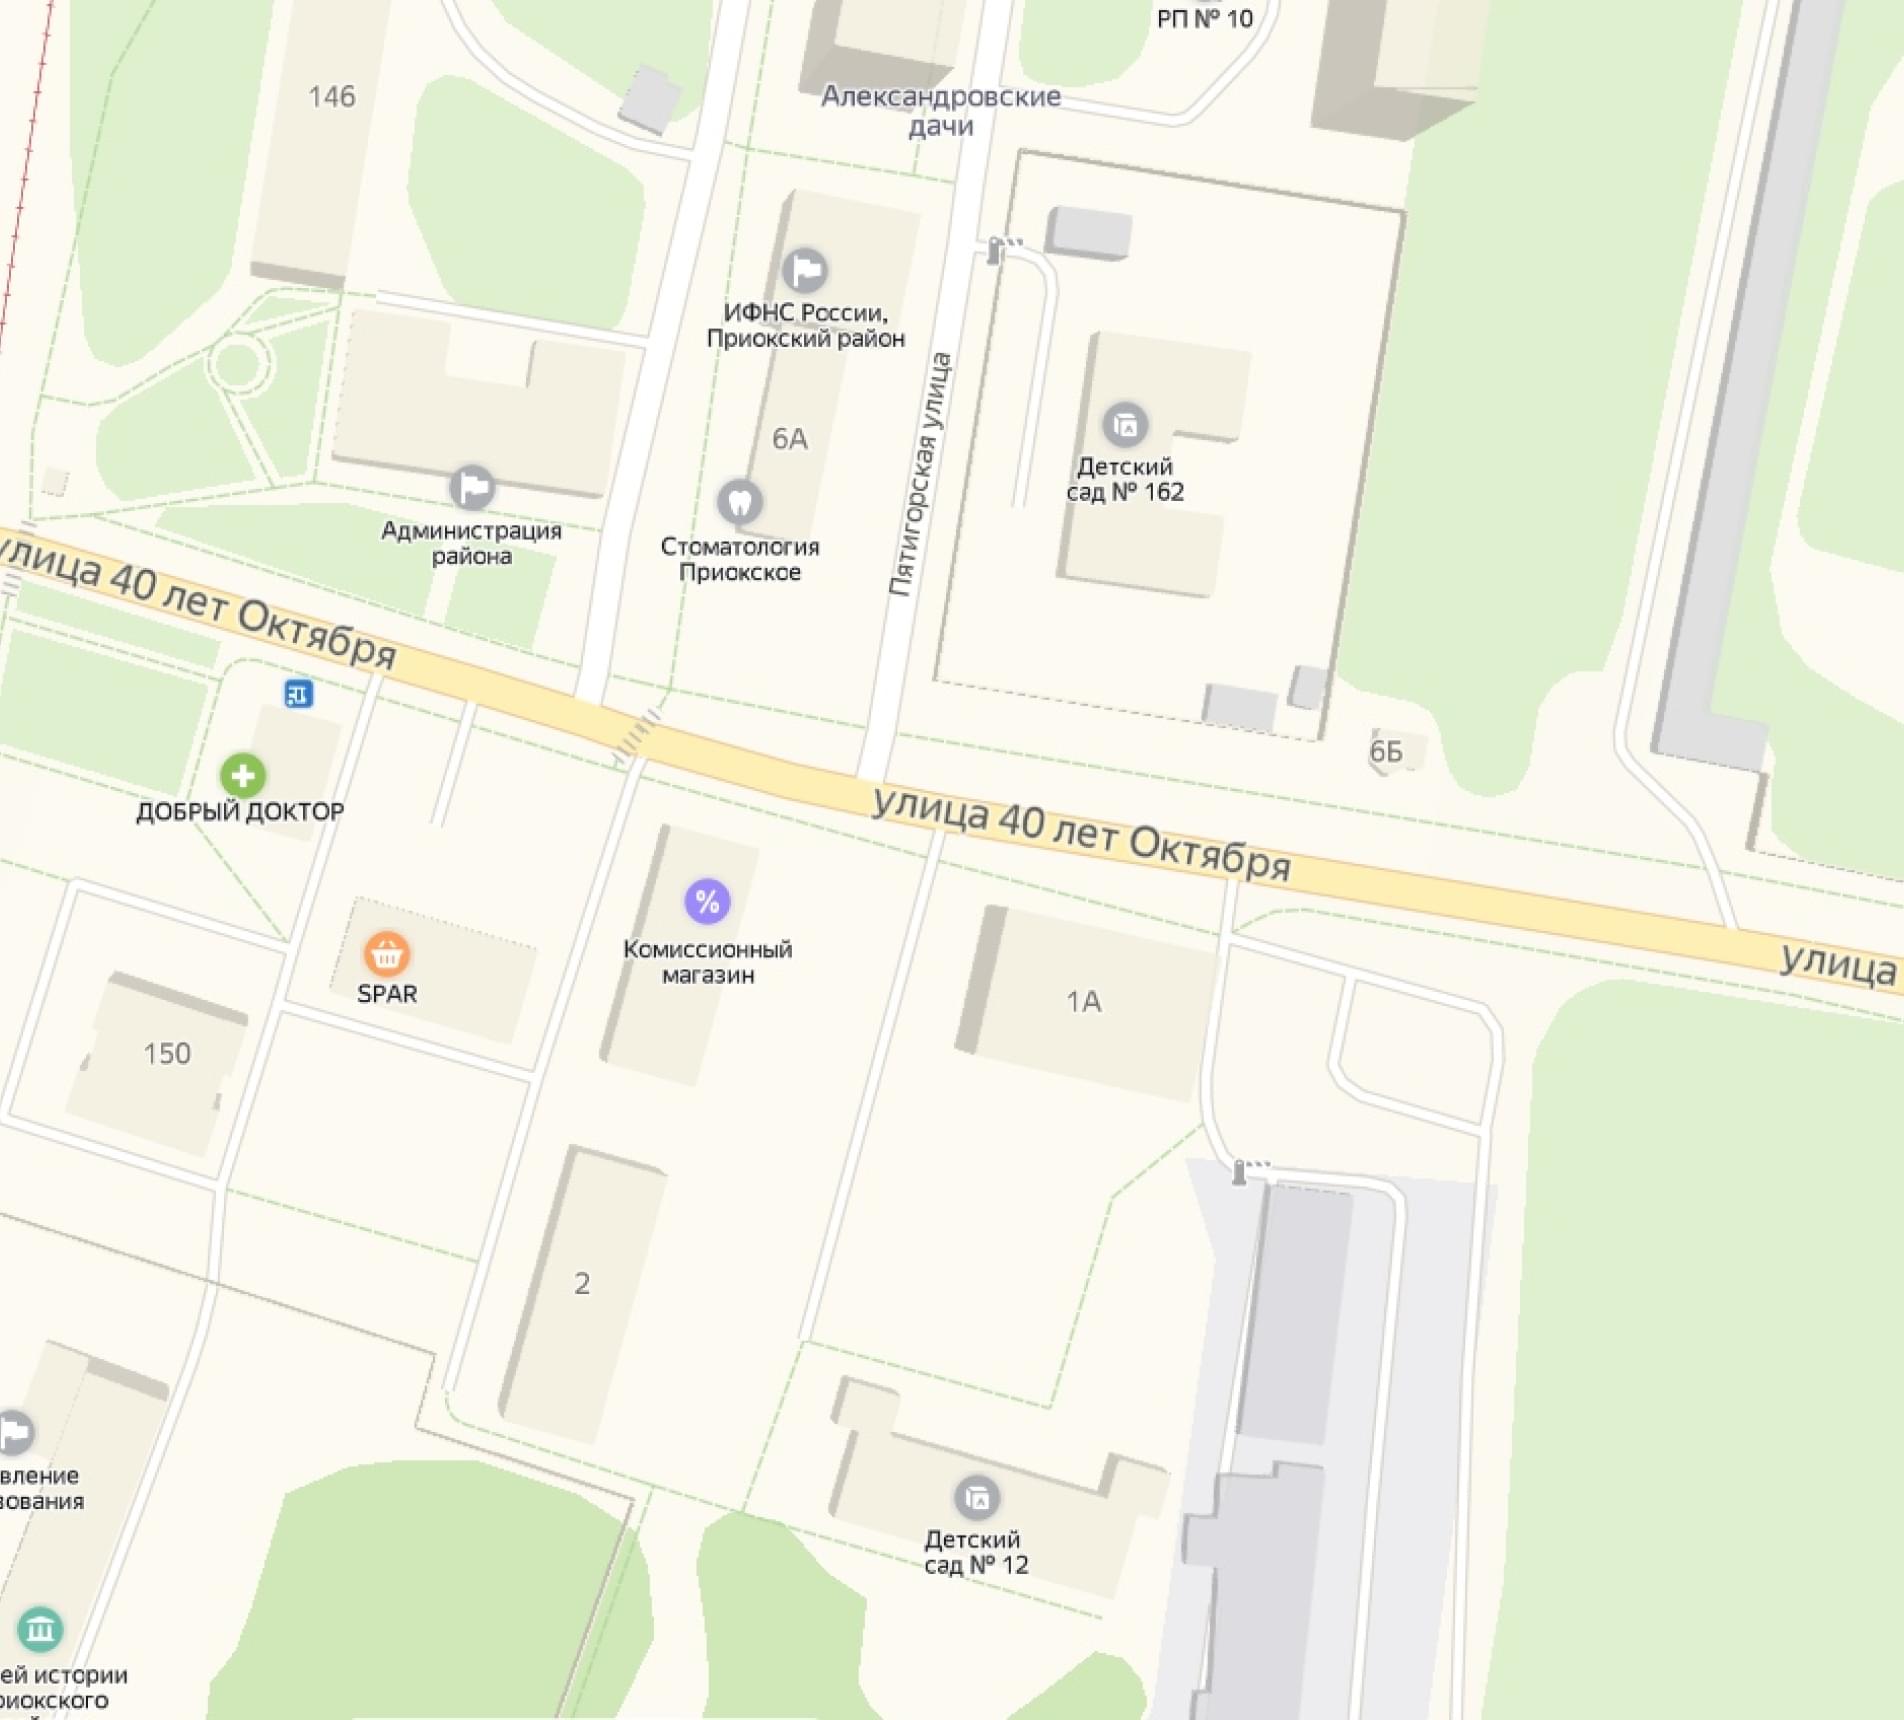 РП № 10
146
Александровские
дачи
ИФНС России,
Приокский район
6А
Пятигорская улица
Детский
сад № 162
Администрация
района
Стоматология
Приокское
улица 40 лет Октября
6Б
ДОБРЫЙ ДОКТОР
улица 40 лет Октября
улица
%
Комиссионный
магазин
SPAR
1А
150
2
вление
зования
Детский
сад № 12
ей истории
риокского